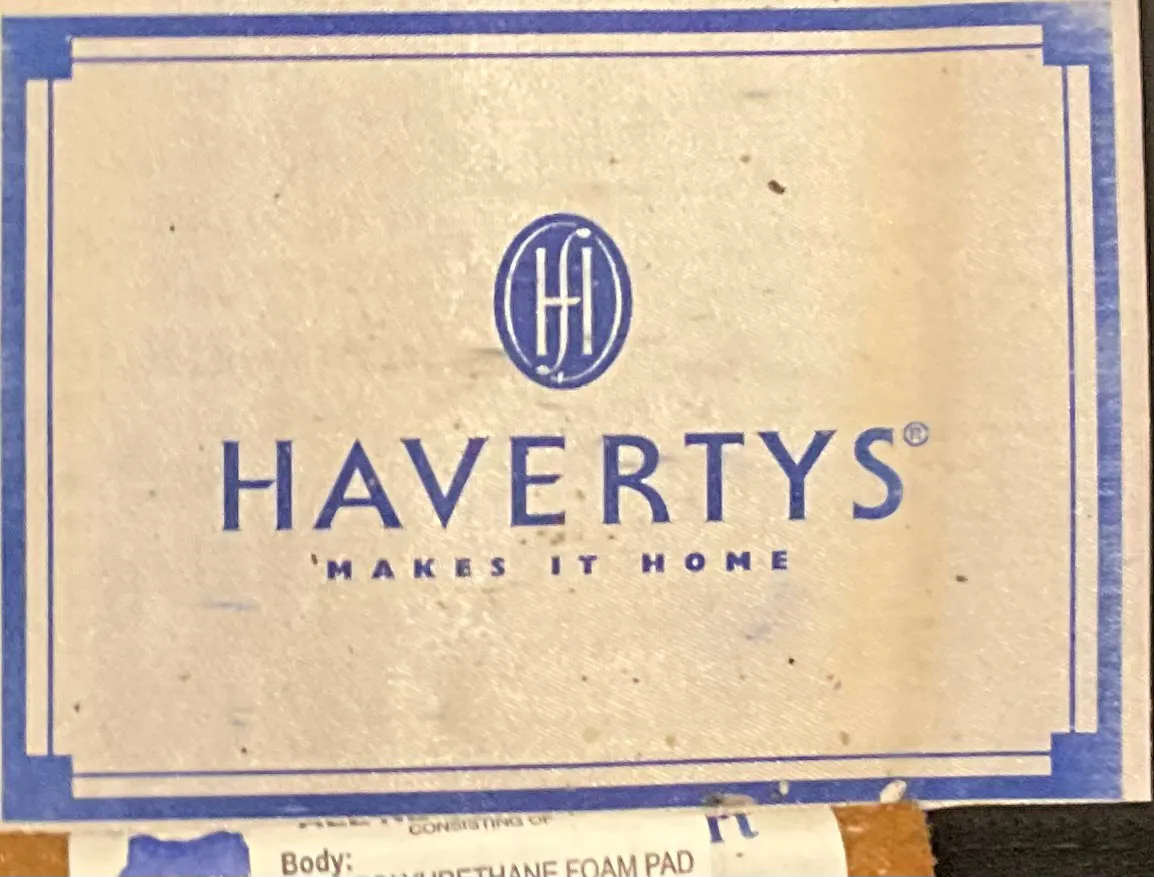 HAVERTYS®
MAKES IT HOME
CONSISTING OF
Body:
FOAM PAD